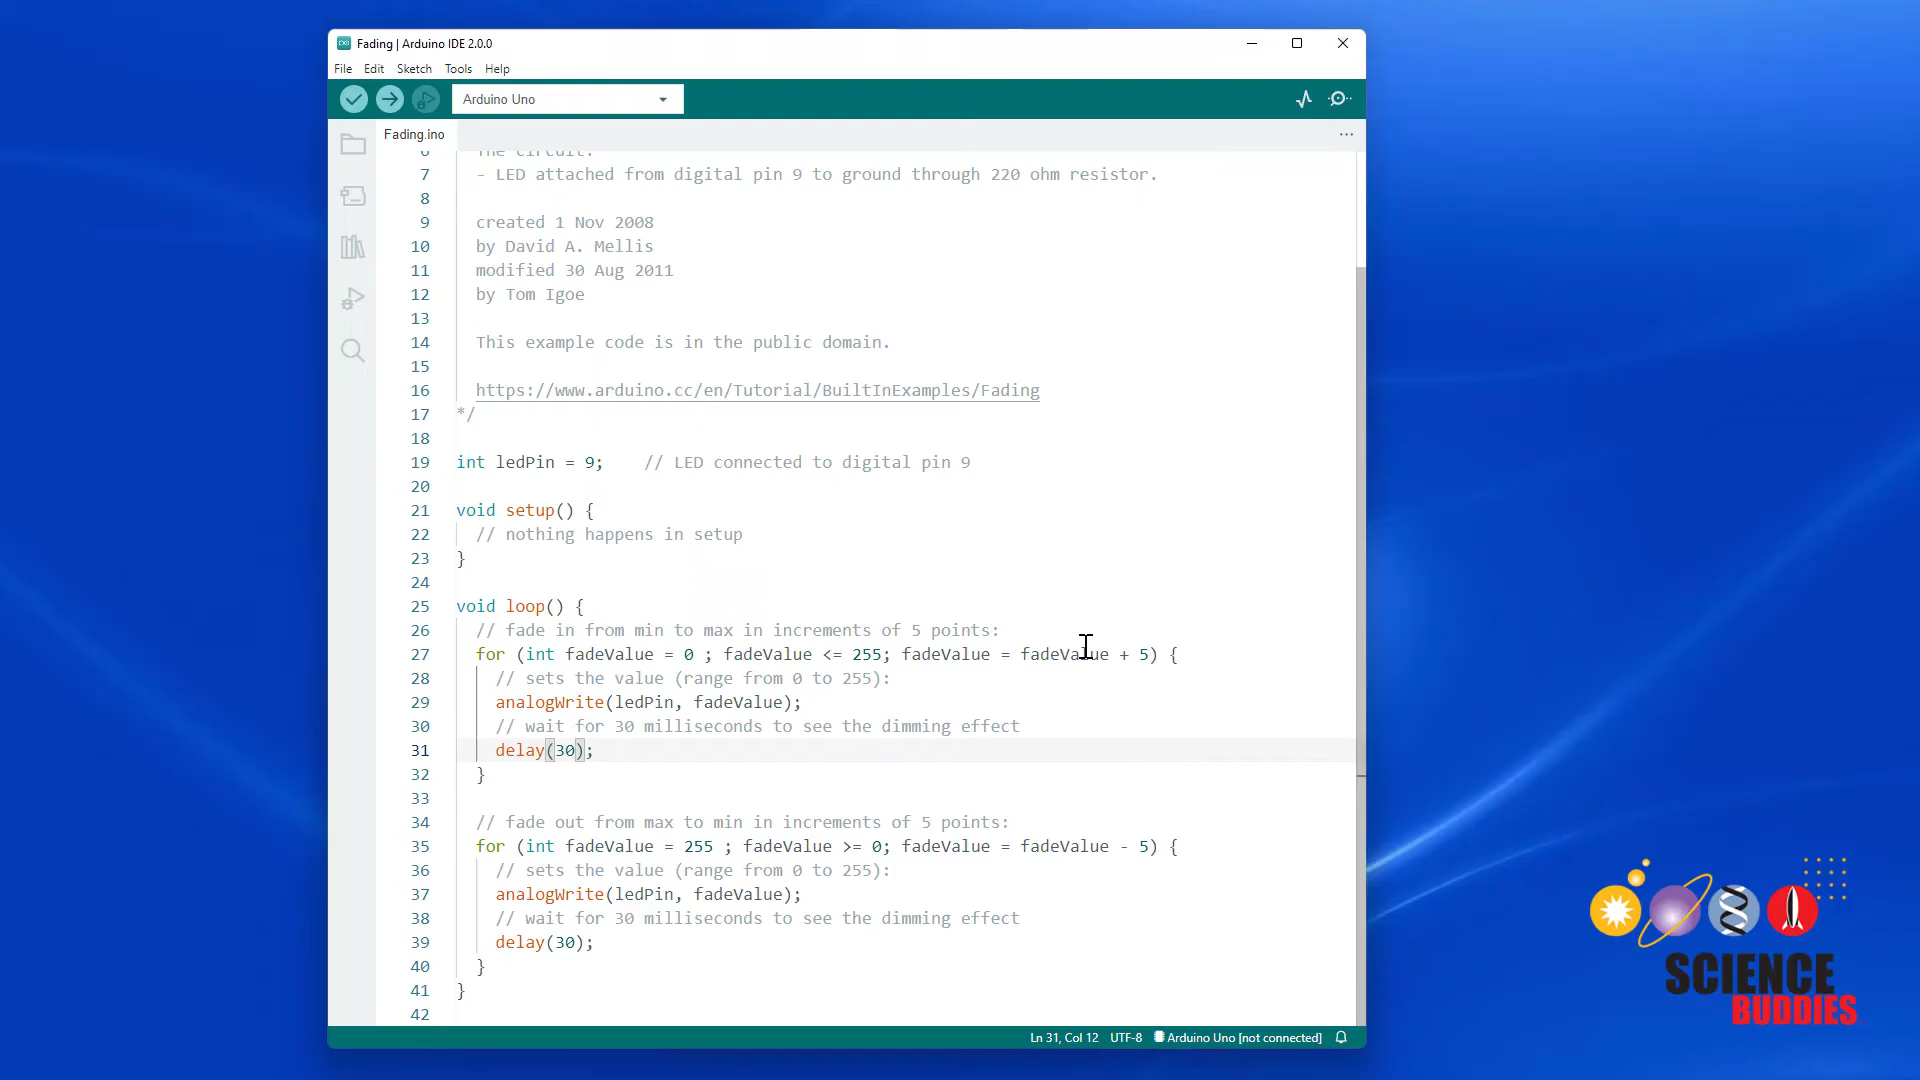 Fading | Arduino IDE 2.0.0
File Edit Sketch Tools Help
Arduino Uno
Fading.ino
6 The circuit:
7 - LED attached from digital pin 9 to ground through 220 ohm resistor.
8
9 created 1 Nov 2008
10 by David A. Mellis
11 modified 30 Aug 2011
12 by Tom Igoe
13
14 This example code is in the public domain.
15
16 https://www.arduino.cc/en/Tutorial/BuiltInExamples/Fading
17 */
18
19 int ledPin = 9;    // LED connected to digital pin 9
20
21 void setup() {
22 // nothing happens in setup
23 }
24
25 void loop() {
26 // fade in from min to max in increments of 5 points:
27 for (int fadeValue = 0 ; fadeValue <= 255; fadeValue = fadeValue + 5) {
28 // sets the value (range from 0 to 255):
29 analogWrite(ledPin, fadeValue);
30 // wait for 30 milliseconds to see the dimming effect
31 delay(30);
32 }
33
34 // fade out from max to min in increments of 5 points:
35 for (int fadeValue = 255 ; fadeValue >= 0; fadeValue = fadeValue - 5) {
36 // sets the value (range from 0 to 255):
37 analogWrite(ledPin, fadeValue);
38 // wait for 30 milliseconds to see the dimming effect
39 delay(30);
40 }
41 }
42
Ln 31, Col 12 UTF-8 Arduino Uno [not connected]
SCIENCE
BUDDIES